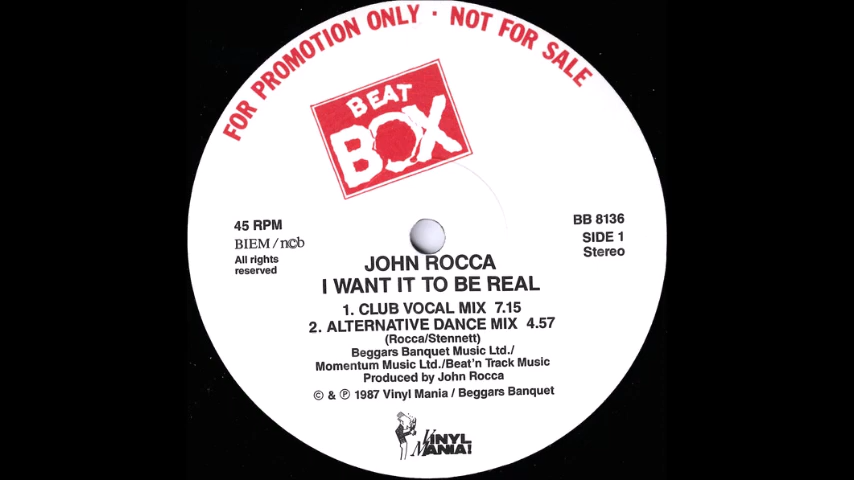 FOR PROMOTION ONLY · NOT FOR SALE
BEAT
BOX
45 RPM
BIEM / n©b
All rights
reserved
BB 8136
SIDE 1
Stereo
JOHN ROCCA
I WANT IT TO BE REAL
1. CLUB VOCAL MIX 7.15
2. ALTERNATIVE DANCE MIX 4.57
(Rocca/Stennett)
Beggars Banquet Music Ltd./
Momentum Music Ltd./Beat'n Track Music
Produced by John Rocca
© & ℗ 1987 Vinyl Mania / Beggars Banquet
VINYL
MANIA!